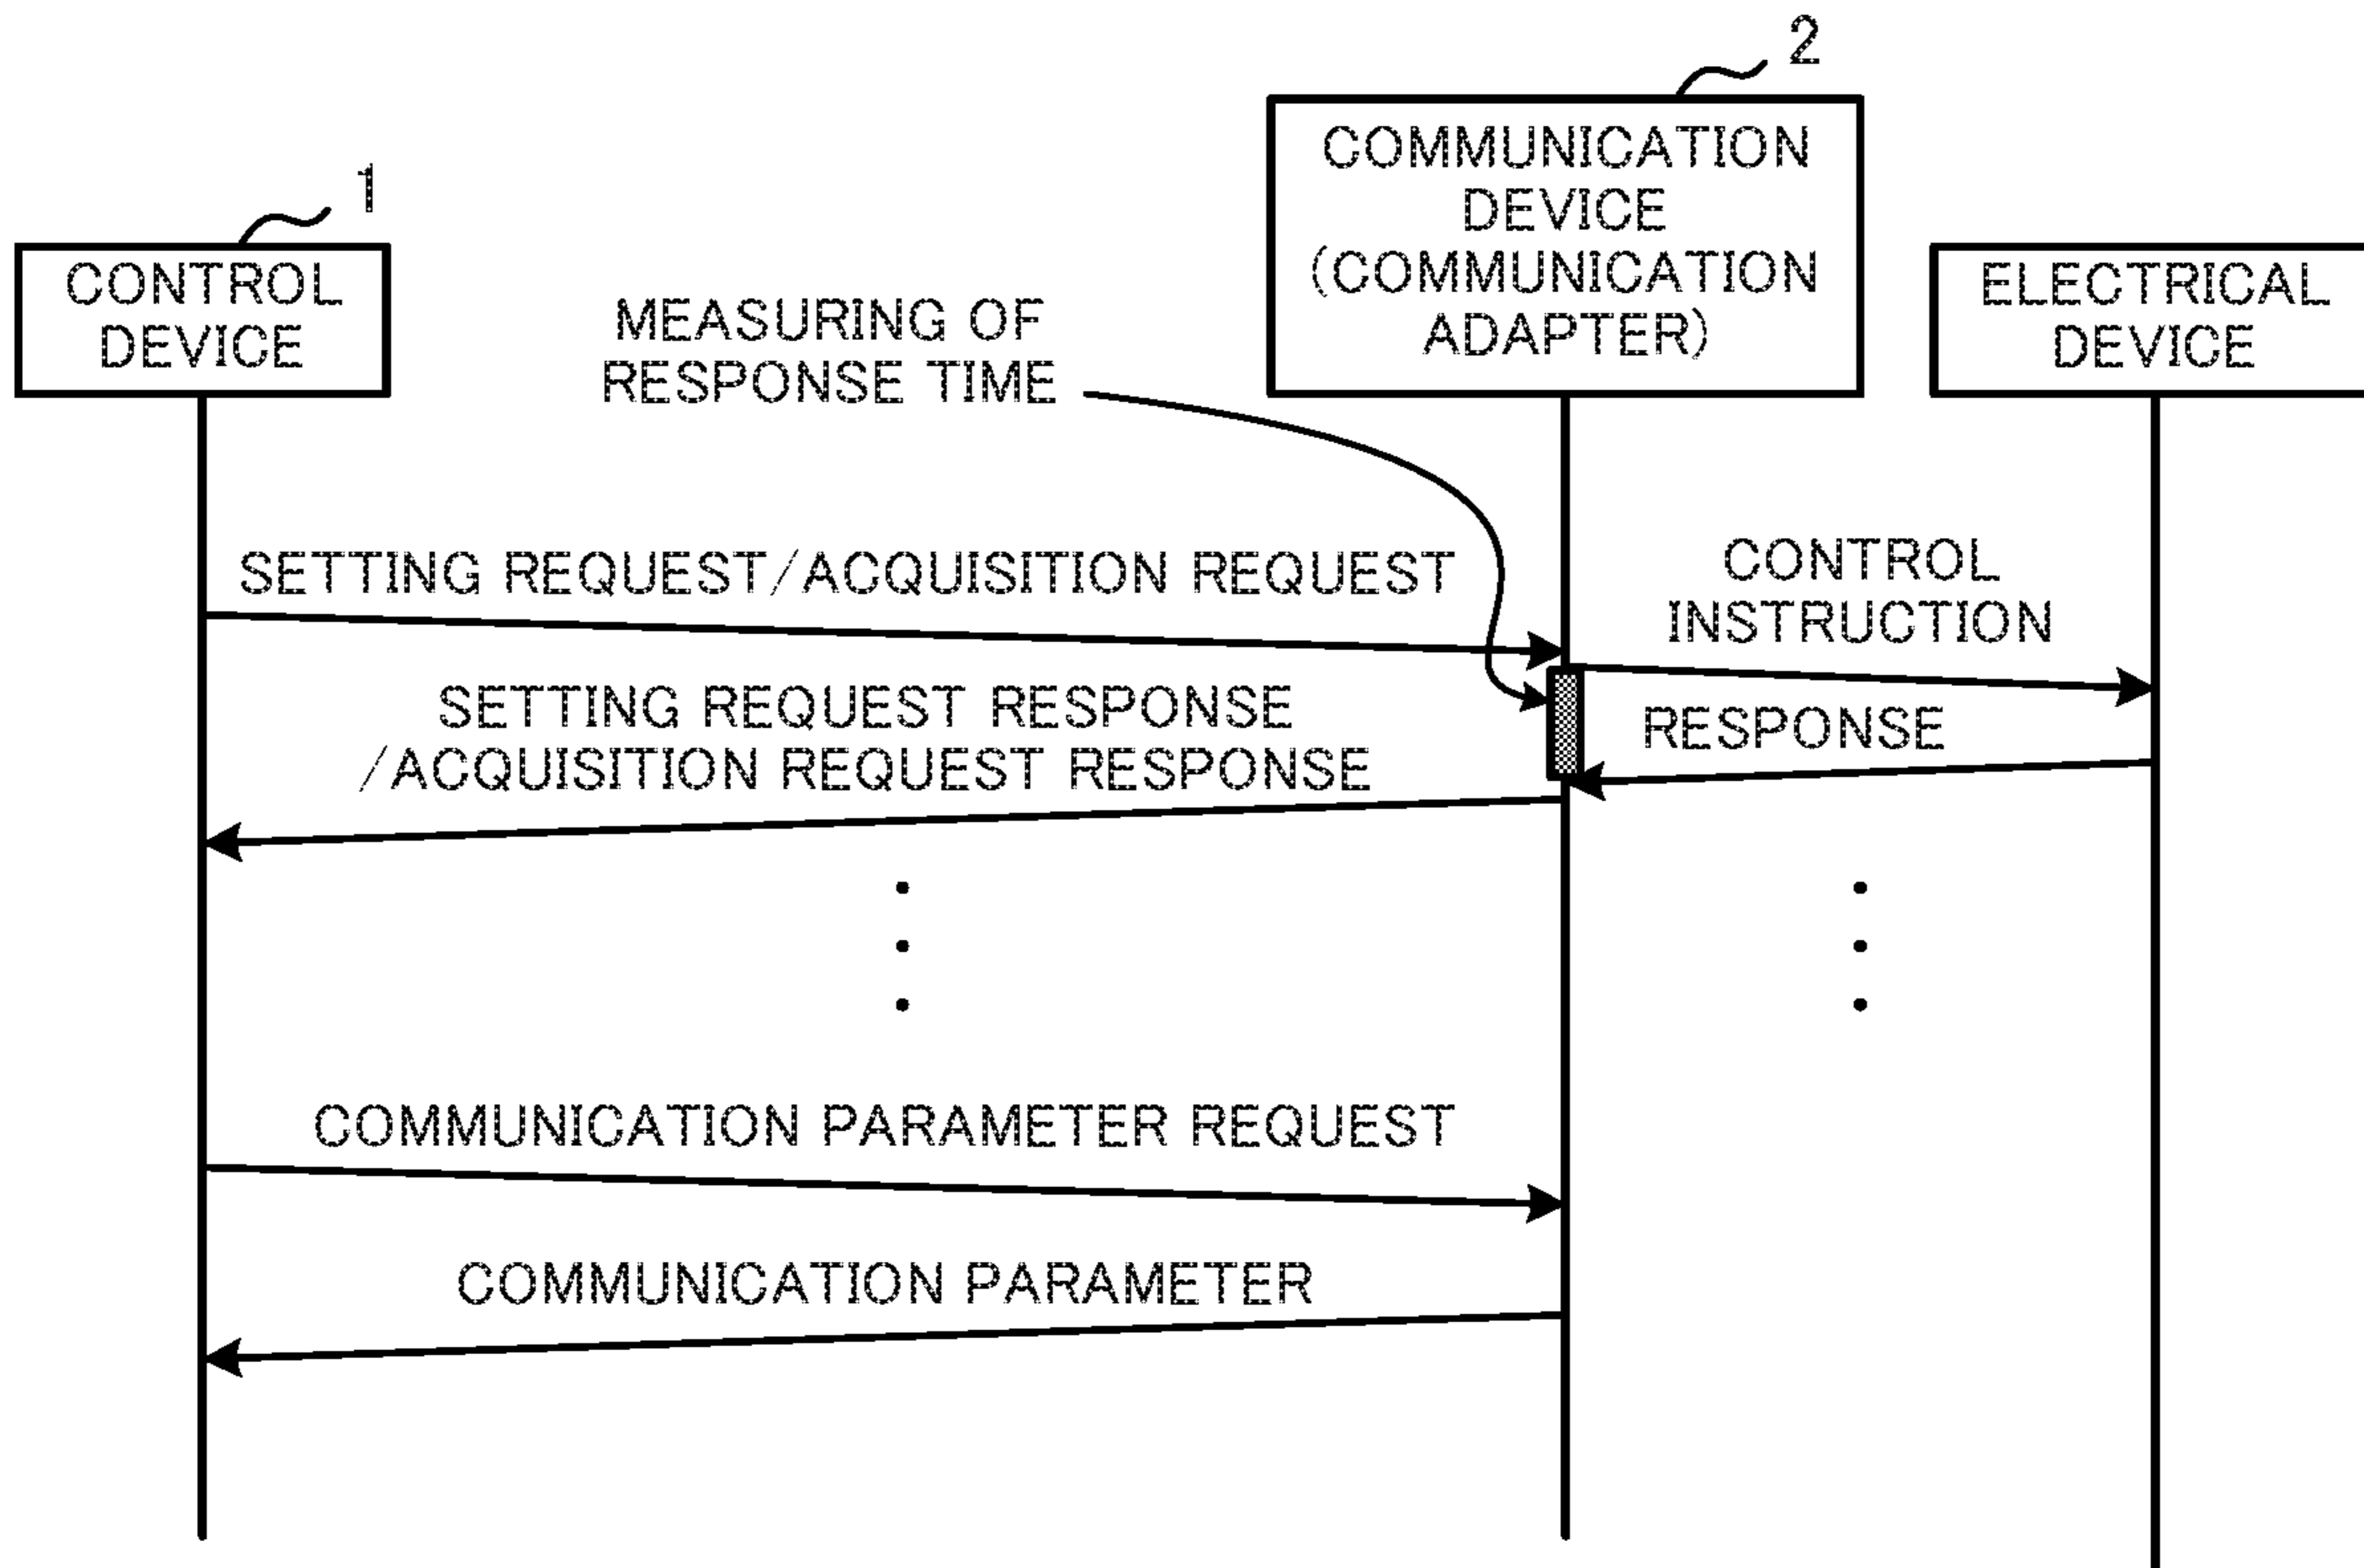 2
1
COMMUNICATION
DEVICE
(COMMUNICATION
ADAPTER)
CONTROL
DEVICE
MEASURING OF
RESPONSE TIME
ELECTRICAL
DEVICE
SETTING REQUEST/ACQUISITION REQUEST
CONTROL
INSTRUCTION
SETTING REQUEST RESPONSE
/ACQUISITION REQUEST RESPONSE
RESPONSE
COMMUNICATION PARAMETER REQUEST
COMMUNICATION PARAMETER